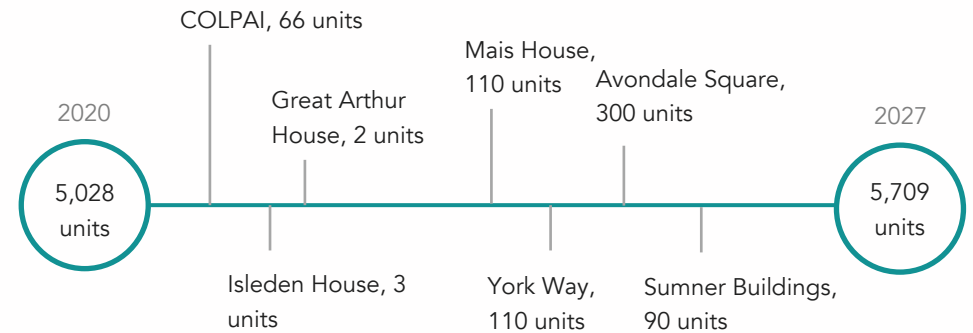 COLPAI, 66 units
Mais House,
110 units
Avondale Square,
300 units
Great Arthur
House, 2 units
2020
2027
5,028
units
5,709
units
Isleden House, 3
units
York Way,
110 units
Sumner Buildings,
90 units